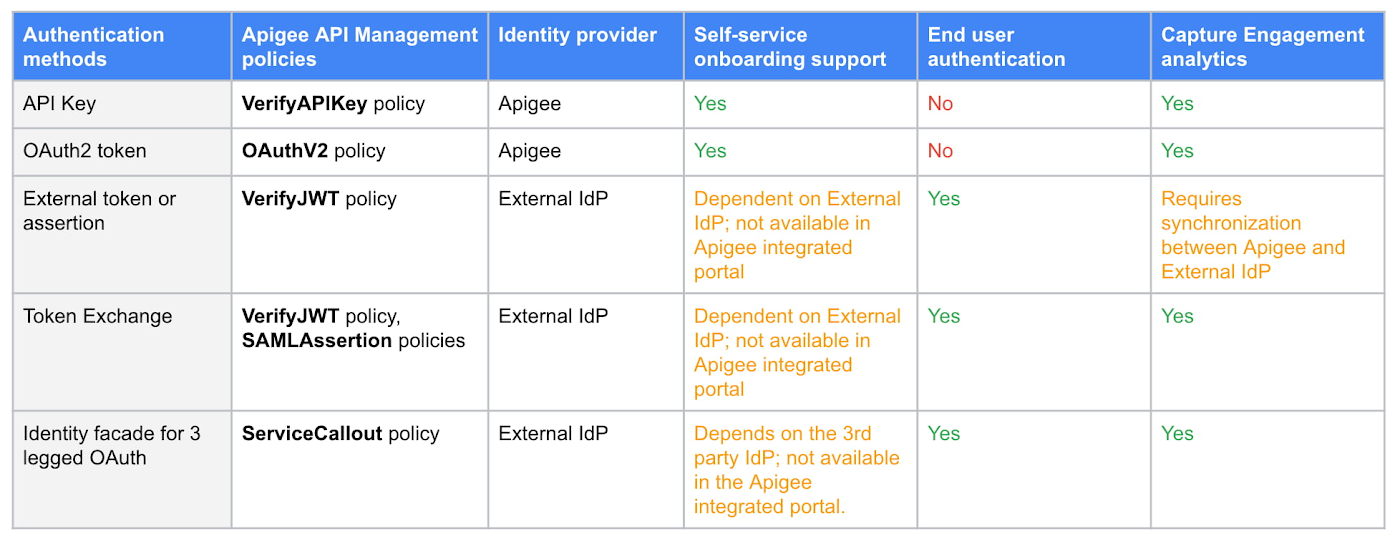 Authentication
methods
Apigee API Management
policies
Identity provider
Self-service
onboarding support
End user
authentication
Capture Engagement
analytics
API Key
VerifyAPIKey policy
Apigee
Yes
No
Yes
OAuth2 token
OAuthV2 policy
Apigee
Yes
No
Yes
External token or
assertion
VerifyJWT policy
External IdP
Dependent on External
IdP; not available in
Apigee integrated
portal
Yes
Requires
synchronization
between Apigee and
External IdP
Token Exchange
VerifyJWT policy,
SAMLAssertion policies
External IdP
Dependent on External
IdP; not available in
Apigee integrated
portal
Yes
Yes
Identity facade for 3
legged OAuth
ServiceCallout policy
External IdP
Depends on the 3rd
party IdP; not available
in the Apigee
integrated portal.
Yes
Yes